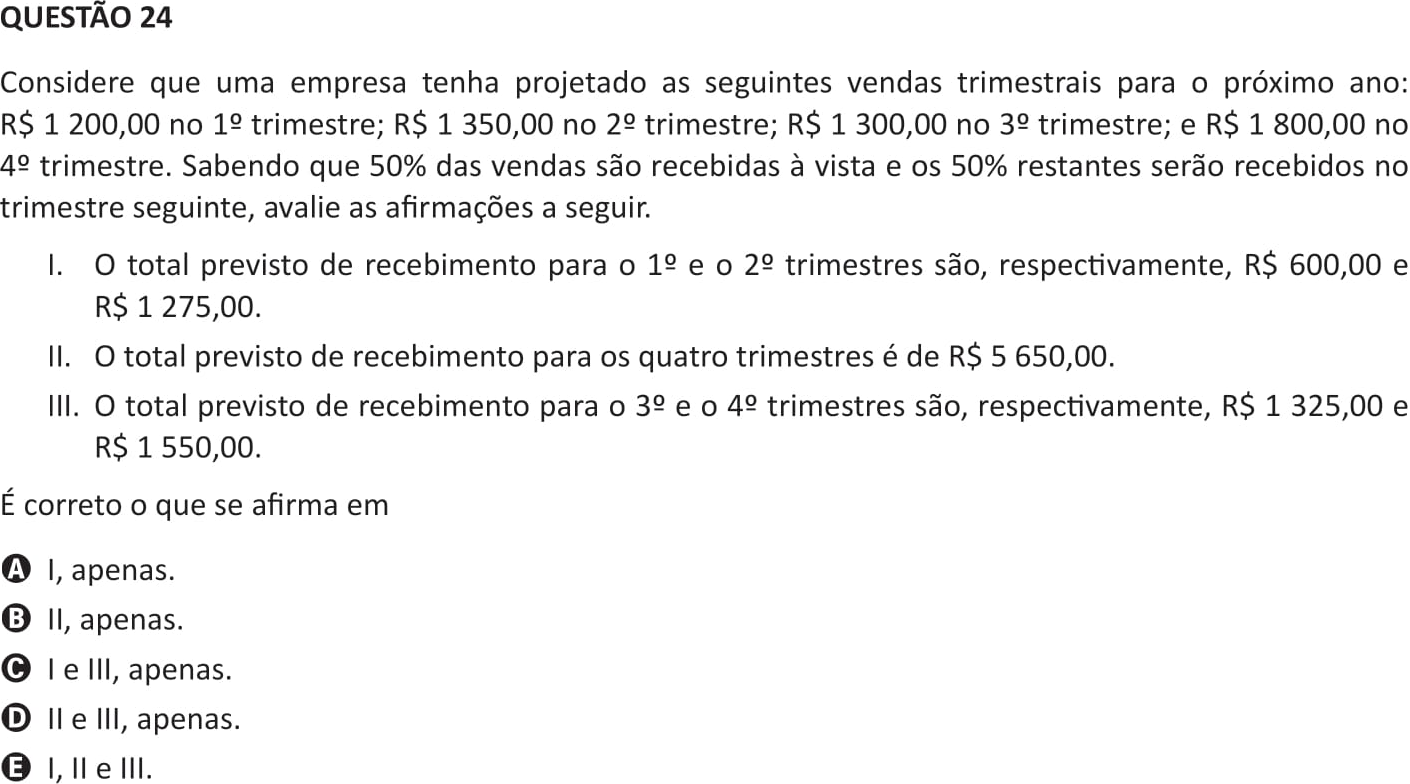 QUESTÃO 24
Considere que uma empresa tenha projetado as seguintes vendas trimestrais para o próximo ano:
R$ 1 200,00 no 1º trimestre; R$ 1 350,00 no 2º trimestre; R$ 1 300,00 no 3º trimestre; e R$ 1 800,00 no
4º trimestre. Sabendo que 50% das vendas são recebidas à vista e os 50% restantes serão recebidos no
trimestre seguinte, avalie as afirmações a seguir.
I. O total previsto de recebimento para o 1º e o 2º trimestres são, respectivamente, R$ 600,00 e
R$ 1 275,00.
II. O total previsto de recebimento para os quatro trimestres é de R$ 5 650,00.
III. O total previsto de recebimento para o 3º e o 4º trimestres são, respectivamente, R$ 1 325,00 e
R$ 1 550,00.
É correto o que se afirma em
A I, apenas.
B II, apenas.
C I e III, apenas.
D II e III, apenas.
E I, II e III.